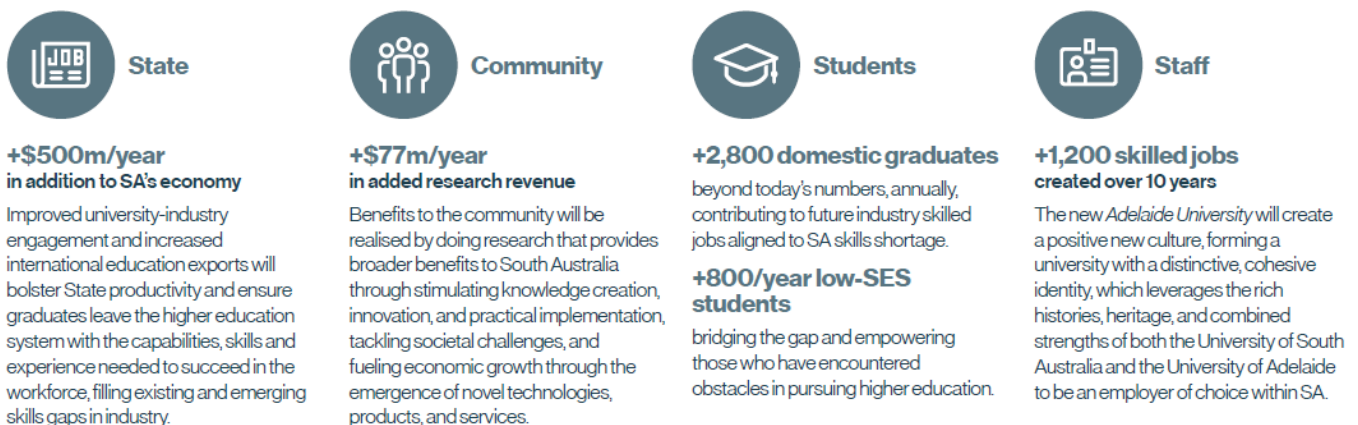 JOB
State
+$500m/year
in addition to SA's economy
Improved university-industry
engagement and increased
international education exports will
bolster State productivity and ensure
graduates leave the higher education
system with the capabilities, skills and
experience needed to succeed in the
workforce, filling existing and emerging
skills gaps in industry.
Community
+$77m/year
in added research revenue
Benefits to the community will be
realised by doing research that provides
broader benefits to South Australia
through stimulating knowledge creation,
innovation, and practical implementation,
tackling societal challenges, and
fueling economic growth through the
emergence of novel technologies,
products, and services.
Students
+2,800 domestic graduates
beyond today's numbers, annually,
contributing to future industry skilled
jobs aligned to SA skills shortage.
+800/year low-SES
students
bridging the gap and empowering
those who have encountered
obstacles in pursuing higher education.
Staff
+1,200 skilled jobs
created over 10 years
The new Adelaide University will create
a positive new culture, forming a
university with a distinctive, cohesive
identity, which leverages the rich
histories, heritage, and combined
strengths of both the University of South
Australia and the University of Adelaide
to be an employer of choice within SA.